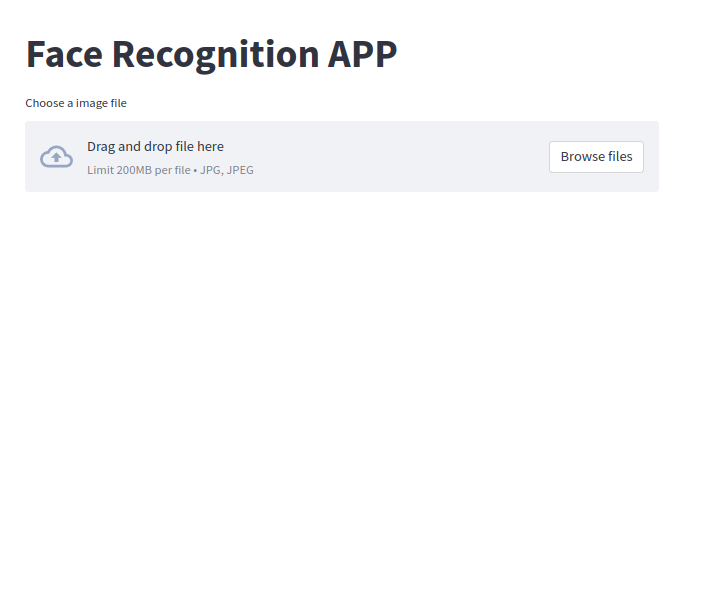 Face Recognition APP
Choose a image file
Drag and drop file here
Limit 200MB per file • JPG, JPEG
Browse files